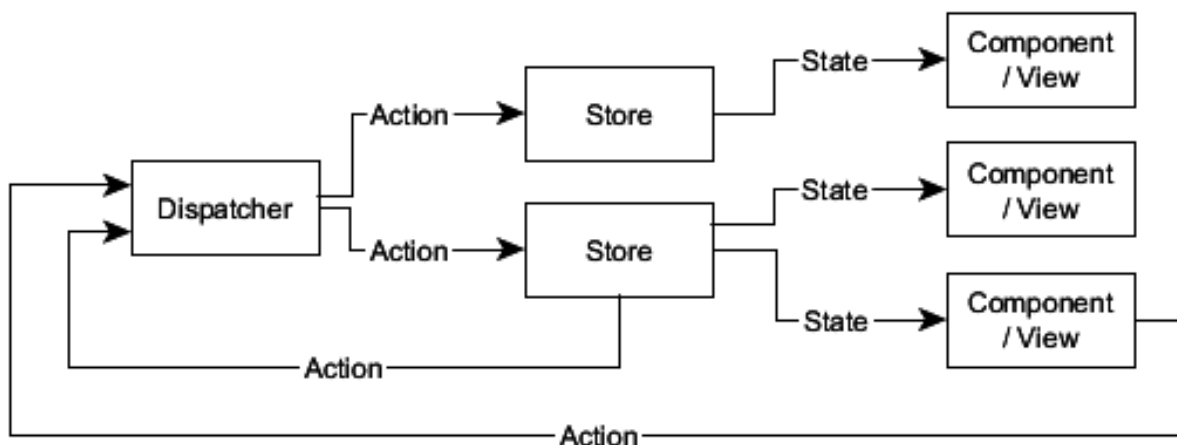 Component
/ View
State
Store
Action
Component
/ View
State
Dispatcher
Action
Store
Component
/ View
State
Action
Action